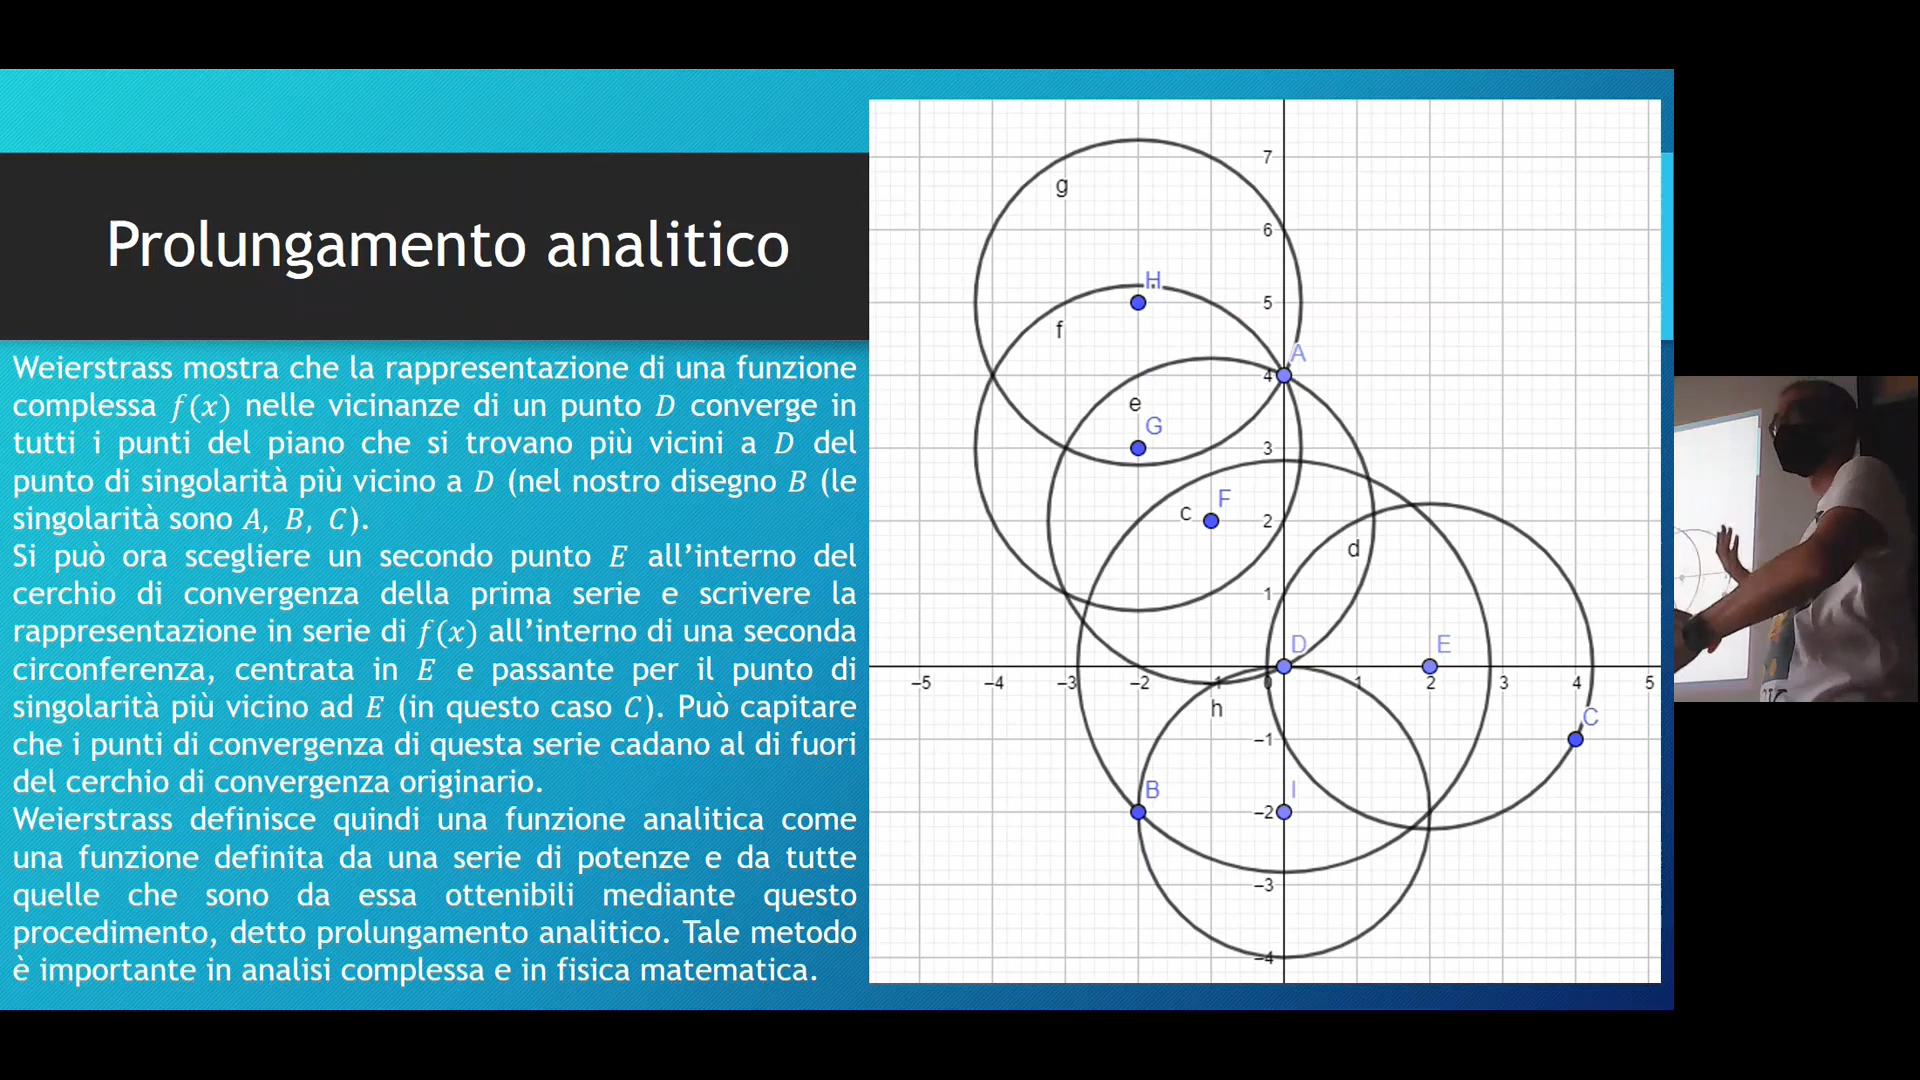 Prolungamento analitico
Weierstrass mostra che la rappresentazione di una funzione
complessa f(x) nelle vicinanze di un punto D converge in
tutti i punti del piano che si trovano più vicini a D del
punto di singolarità più vicino a D (nel nostro disegno B (le
singolarità sono A, B, C).
Si può ora scegliere un secondo punto E all’interno del
cerchio di convergenza della prima serie e scrivere la
rappresentazione in serie di f(x) all’interno di una seconda
circonferenza, centrata in E e passante per il punto di
singolarità più vicino ad E (in questo caso C). Può capitare
che i punti di convergenza di questa serie cadano al di fuori
del cerchio di convergenza originario.
Weierstrass definisce quindi una funzione analitica come
una funzione definita da una serie di potenze e da tutte
quelle che sono da essa ottenibili mediante questo
procedimento, detto prolungamento analitico. Tale metodo
è importante in analisi complessa e in fisica matematica.
7
g
6
H
5
f
A
4
e
G
3
F
c
2
d
1
D
E
–5 –4 –3 –2 –1 0 1 2 3 4 5
h
C
–1
B
I
–2
–3
–4